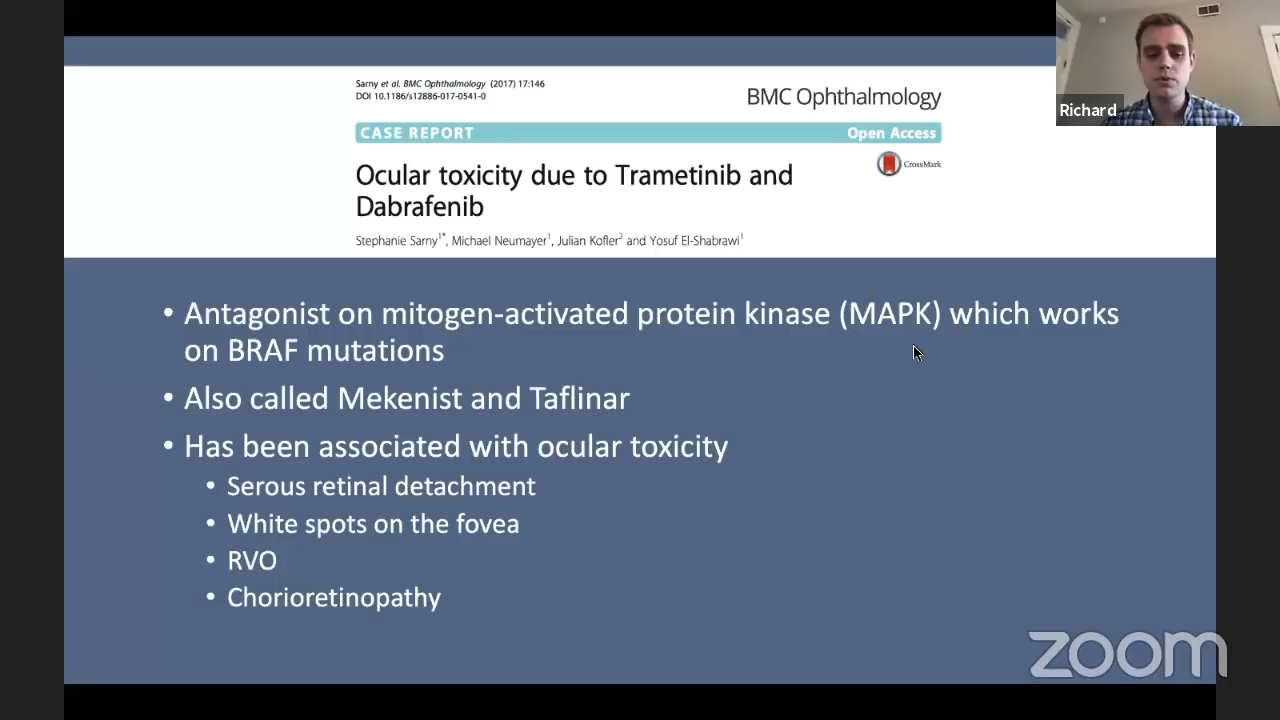 Sarny et al. BMC Ophthalmology (2017) 17:146
DOI 10.1186/s12886-017-0541-0
BMC Ophthalmology
CASE REPORT
Open Access
Ocular toxicity due to Trametinib and
Dabrafenib
CrossMark
Stephanie Sarny1*, Michael Neumayer1, Julian Kofler2 and Yosuf El-Shabrawi1
Richard
• Antagonist on mitogen-activated protein kinase (MAPK) which works
on BRAF mutations
• Also called Mekenist and Taflinar
• Has been associated with ocular toxicity
• Serous retinal detachment
• White spots on the fovea
• RVO
• Chorioretinopathy
zoom